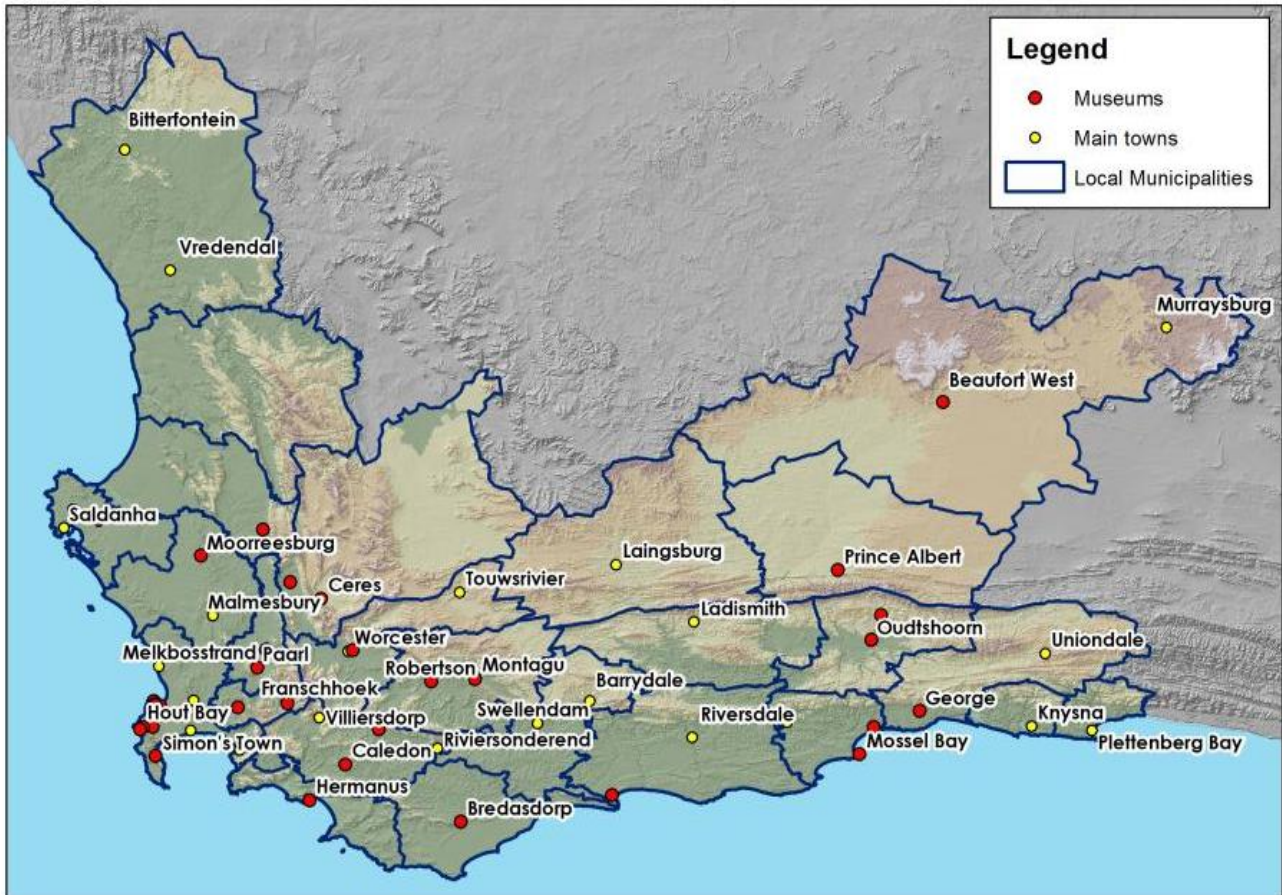 Legend
Museums
Main towns
Local Municipalities
Bitterfontein
Vredendal
Murraysburg
Beaufort West
Saldanha
Moorreesburg
Laingsburg
Prince Albert
Ceres
Touwsrivier
Malmesbury
Ladismith
Oudtshoorn
Worcester
Uniondale
Melkbosstrand
Paarl
Robertson
Montagu
Barrydale
Franschhoek
George
Villiersdorp
Swellendam
Riversdale
Knysna
Hout Bay
Mossel Bay
Plettenberg Bay
Simon's Town
Caledon
Riviersonderend
Hermanus
Bredasdorp